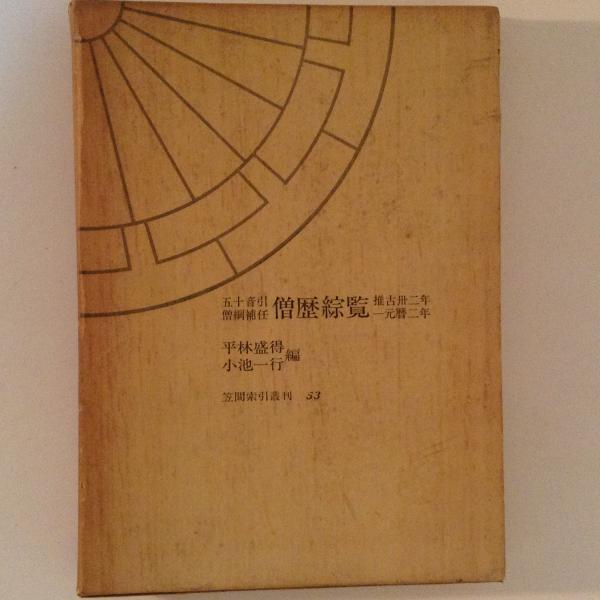 五十音引 僧綱補任 僧歴綜覧 推古卅二年―元暦二年
平林盛得
小池一行 編
笠間索引叢刊 53